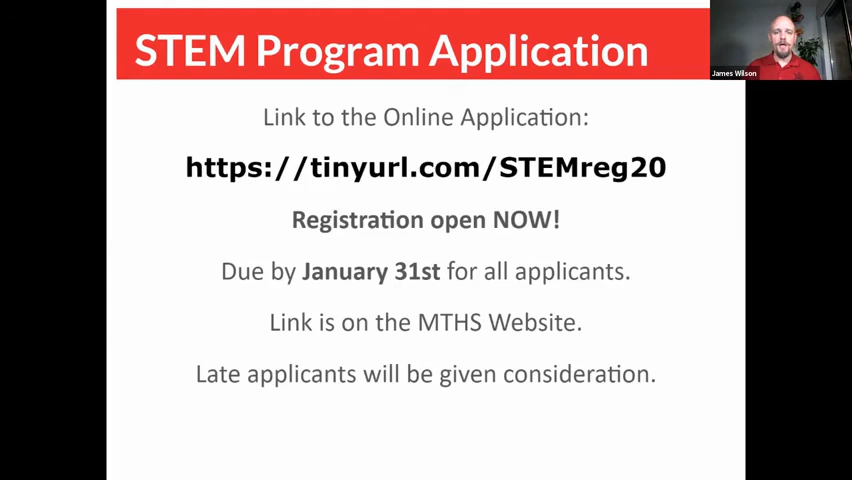 STEM Program Application
James Wilson
Link to the Online Application:
https://tinyurl.com/STEMreg20
Registration open NOW!
Due by January 31st for all applicants.
Link is on the MTHS Website.
Late applicants will be given consideration.